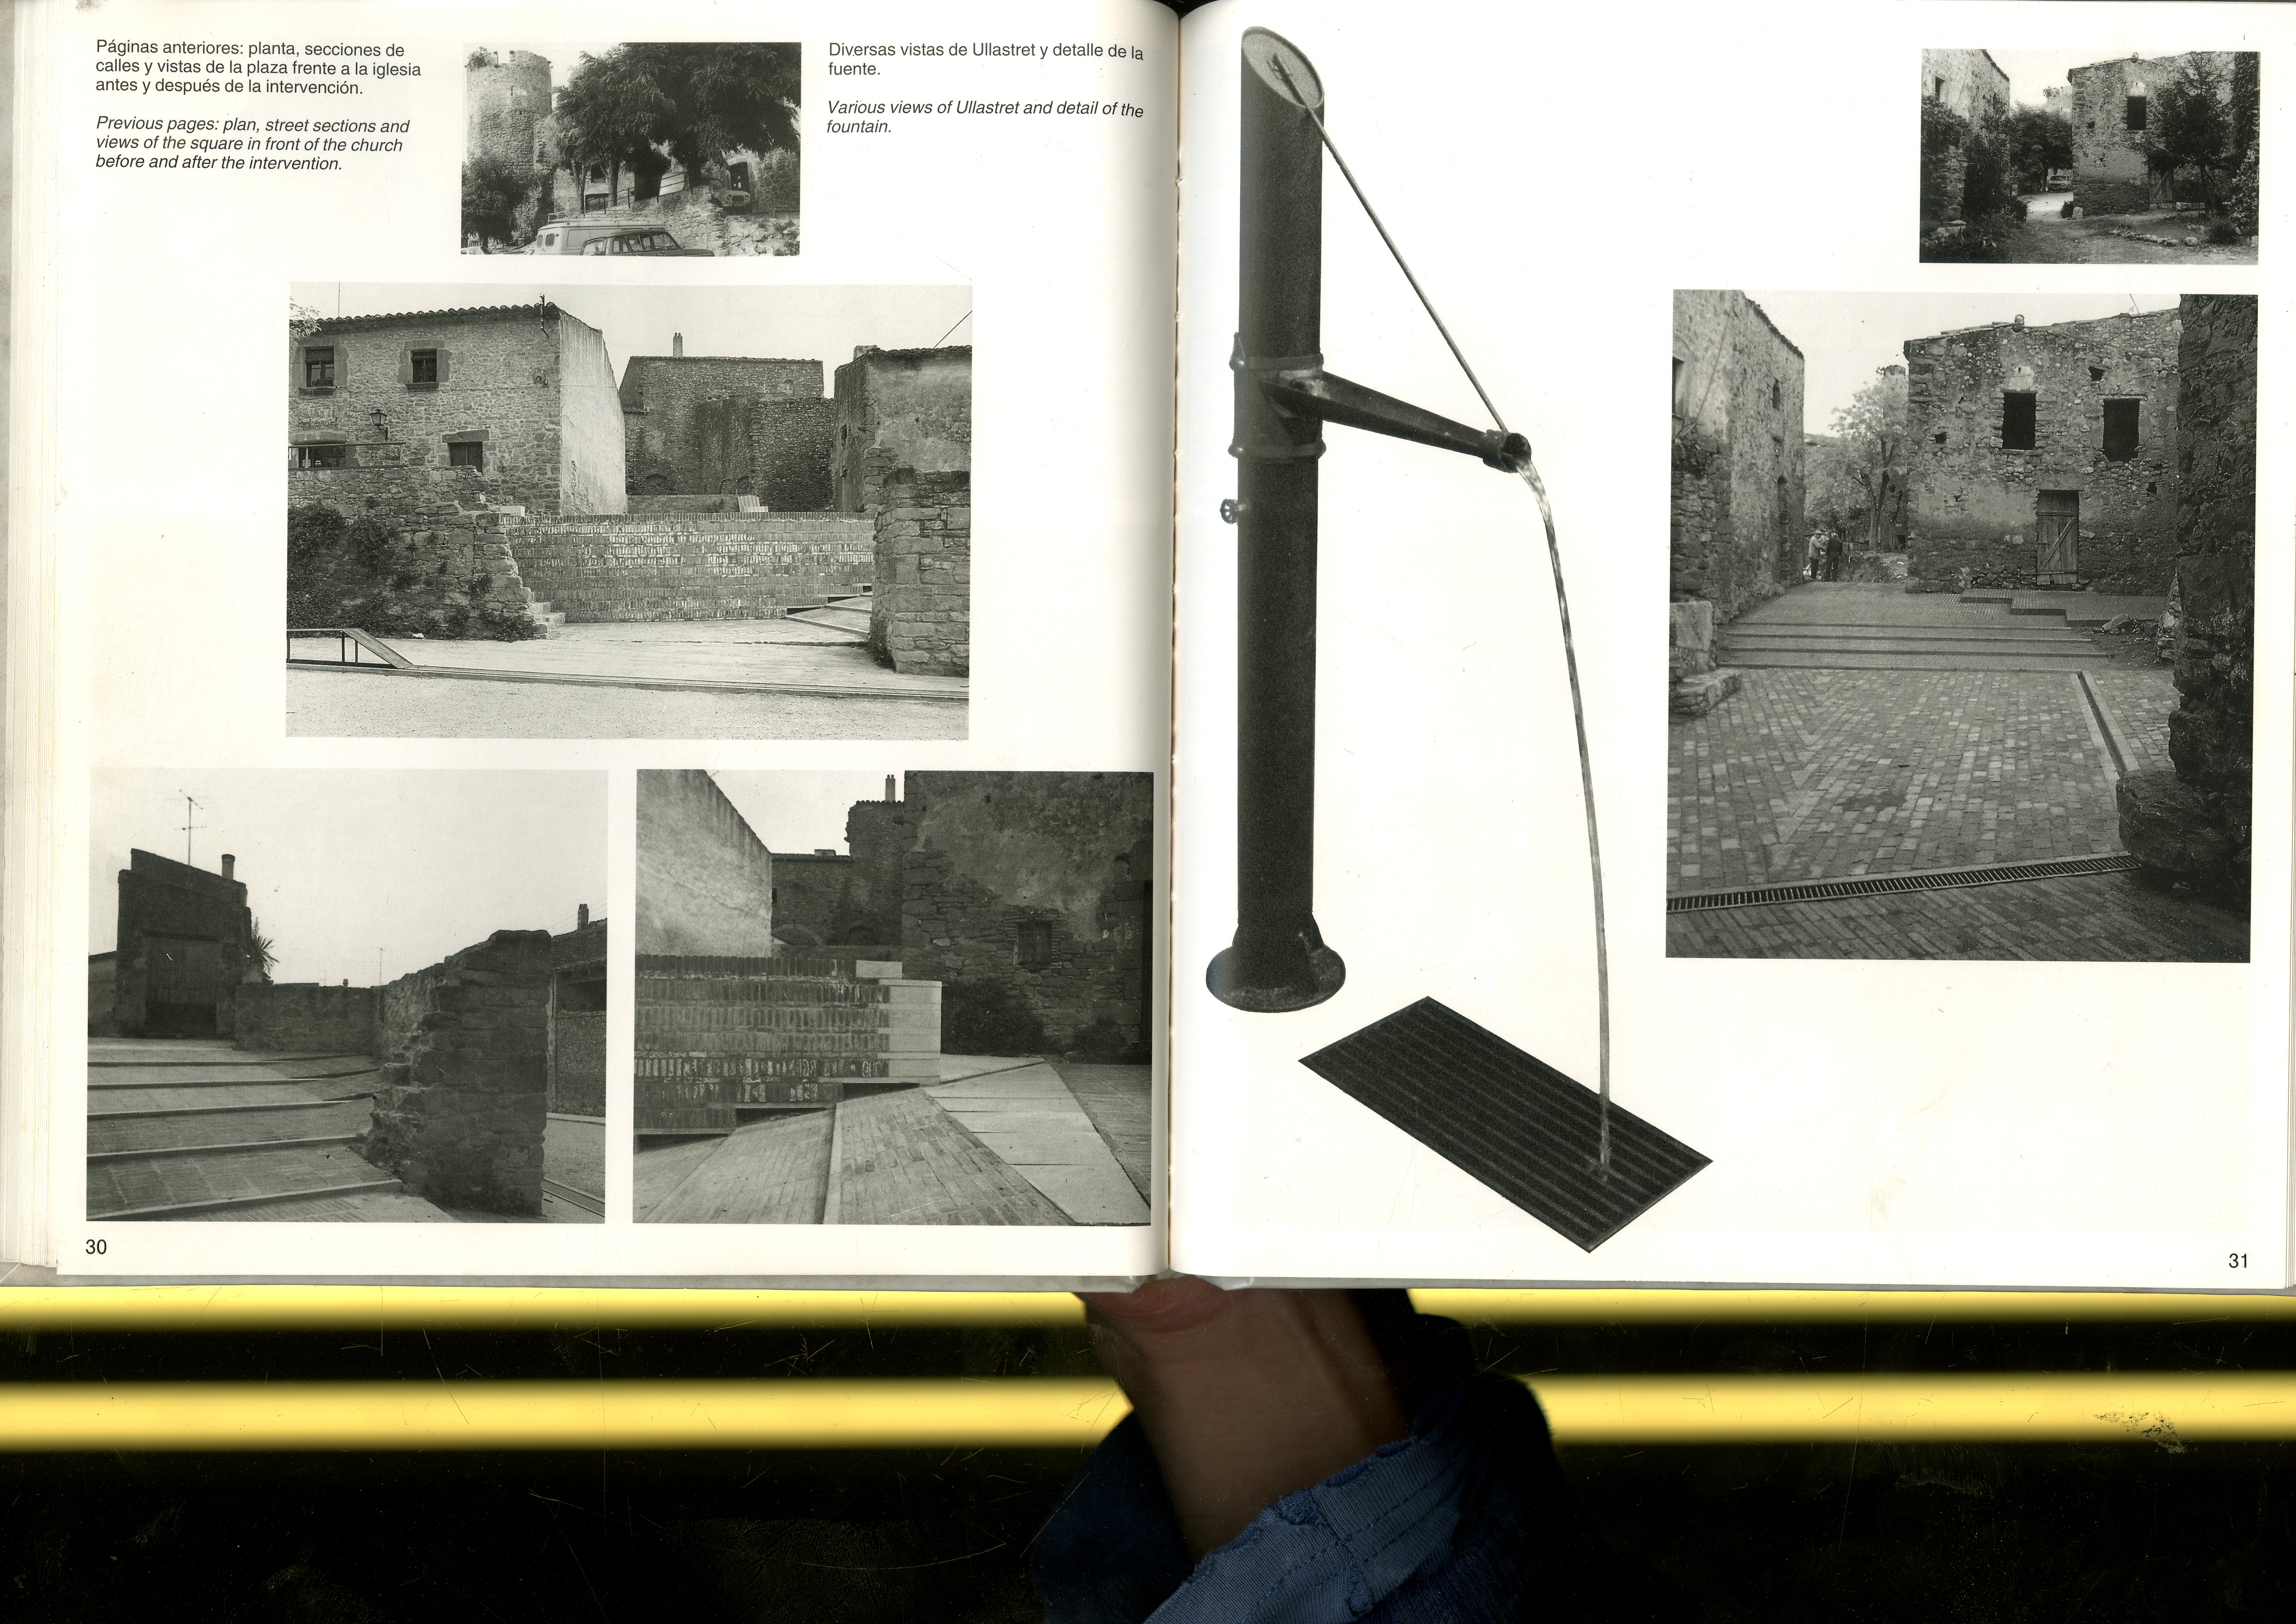 Páginas anteriores: planta, secciones de
calles y vistas de la plaza frente a la iglesia
antes y después de la intervención.
Previous pages: plan, street sections and
views of the square in front of the church
before and after the intervention.
Diversas vistas de Ullastret y detalle de la
fuente.
Various views of Ullastret and detail of the
fountain.
30
31